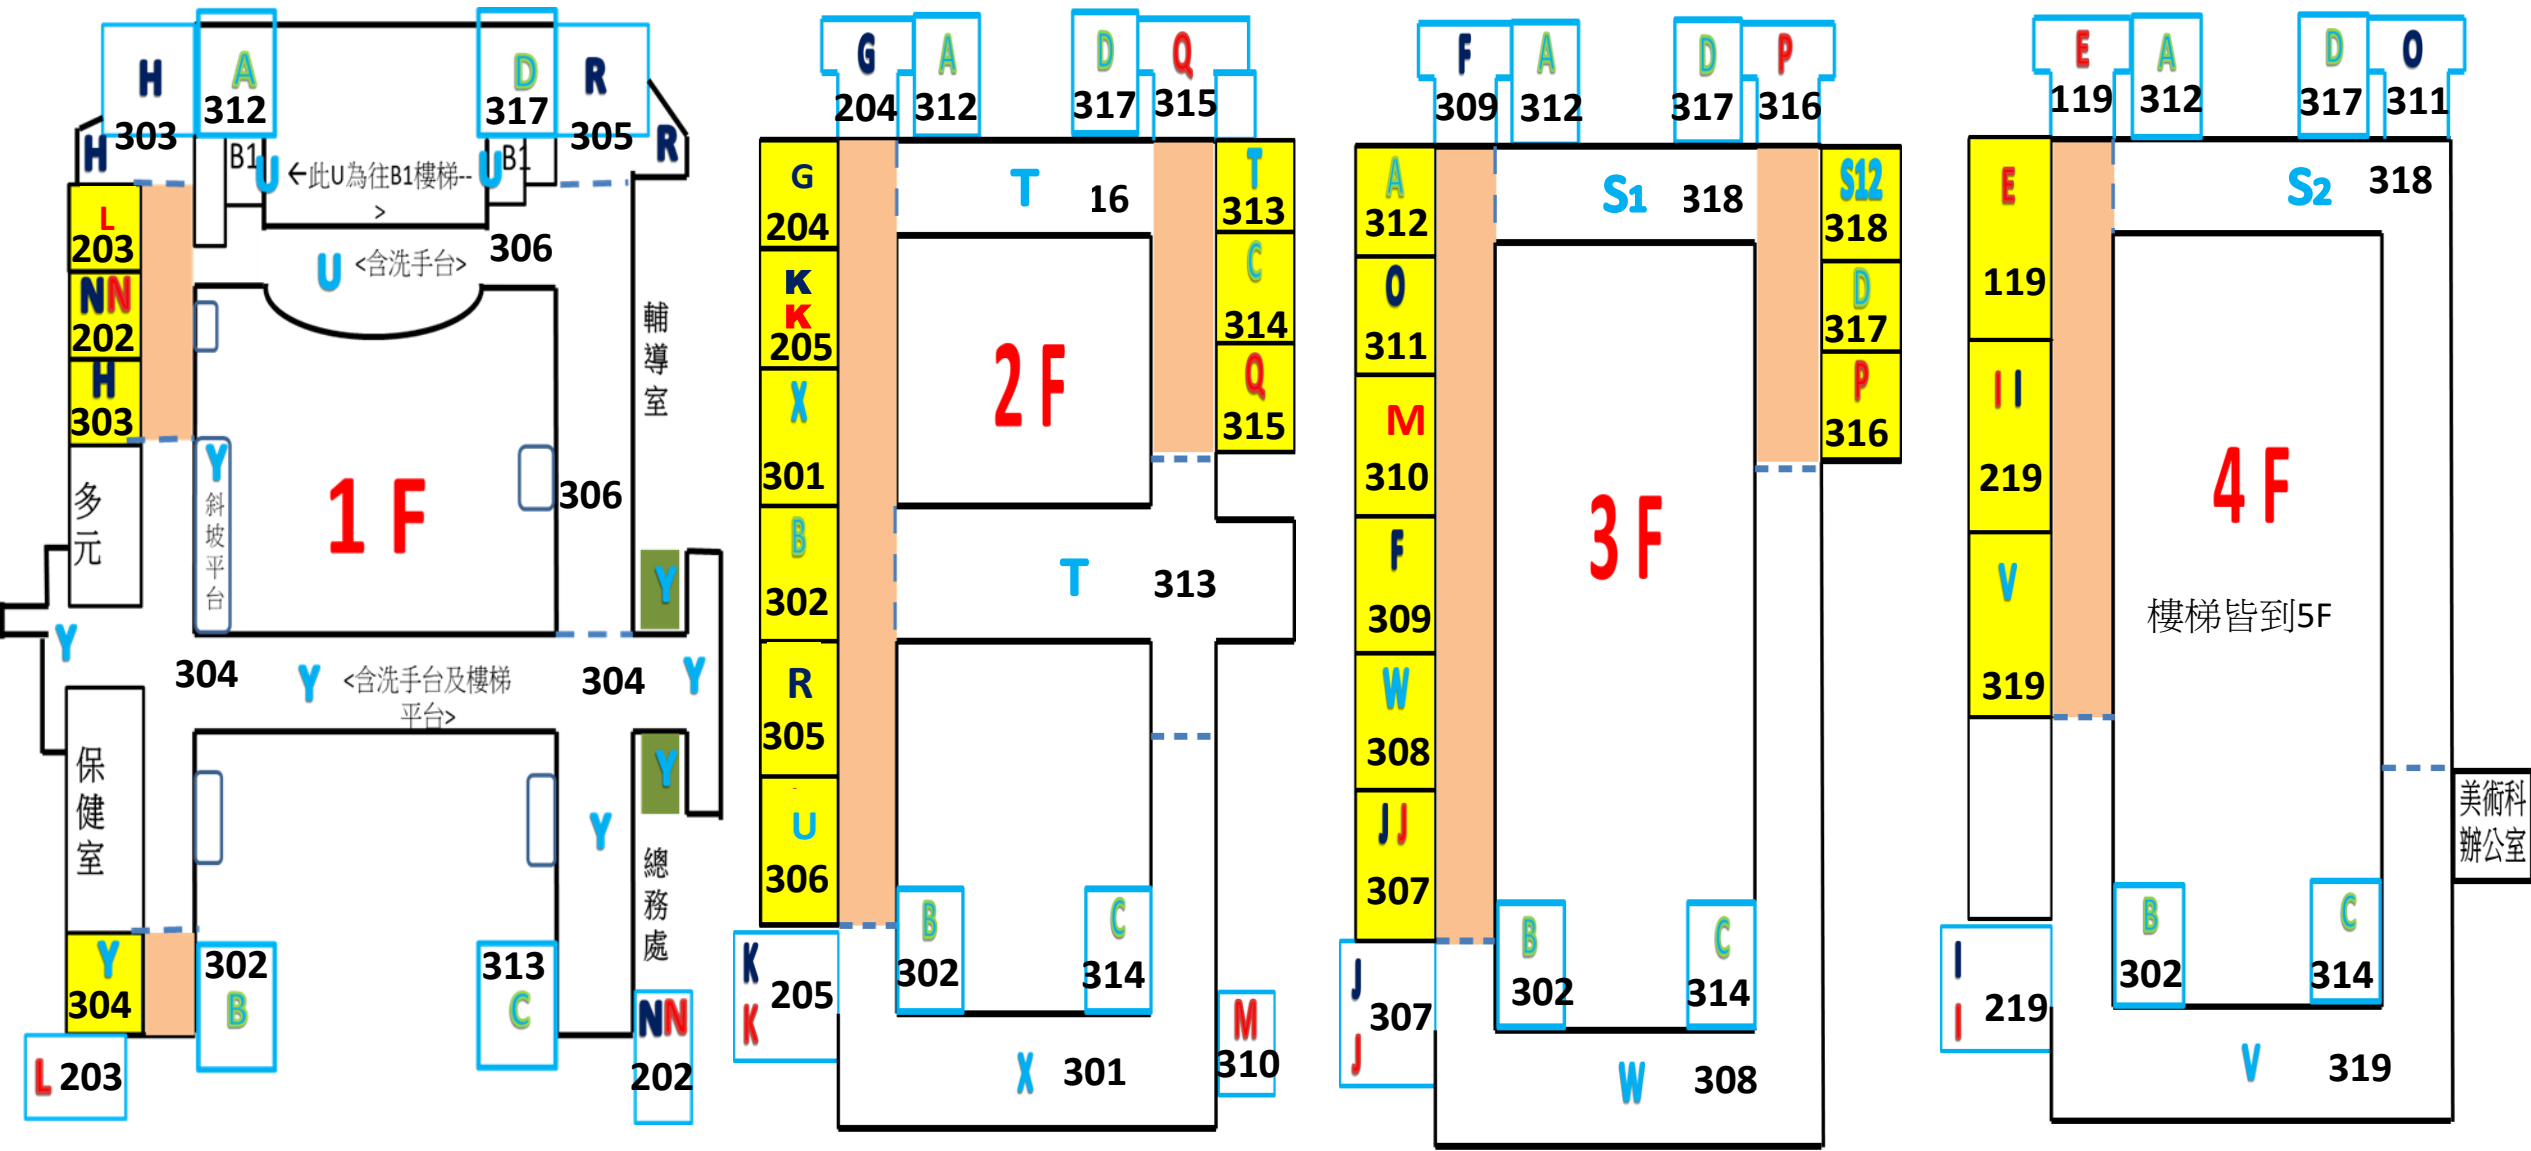 H
A
D
R
312
317
303
305
H
R
B1
B1
U
←此U為往B1樓梯--
>
U
L
203
306
U
<含洗手台>
NN
202
H
303
輔導室
Y
斜坡平台
1F
306
多元
Y
Y
304
Y
<含洗手台及樓梯
平台>
304
Y
保健室
Y
Y
總務處
Y
304
302
B
313
C
NN
202
L 203
G
204
A
312
D
317
Q
315
G
204
T
16
T
313
K
K
205
C
314
2F
Q
315
X
301
B
302
T
313
R
305
U
306
K
K
205
B
302
C
314
M
310
X
301
F
309
A
312
D
317
P
316
A
312
S1
318
S12
318
O
311
D
317
P
316
M
310
3F
F
309
W
308
JJ
307
J
J
307
B
302
C
314
W
308
E
119
A
312
D
317
O
311
E
119
S2
318
I I
219
4F
V
319
樓梯皆到5F
美術科
辦公室
I
I
219
B
302
C
314
V
319